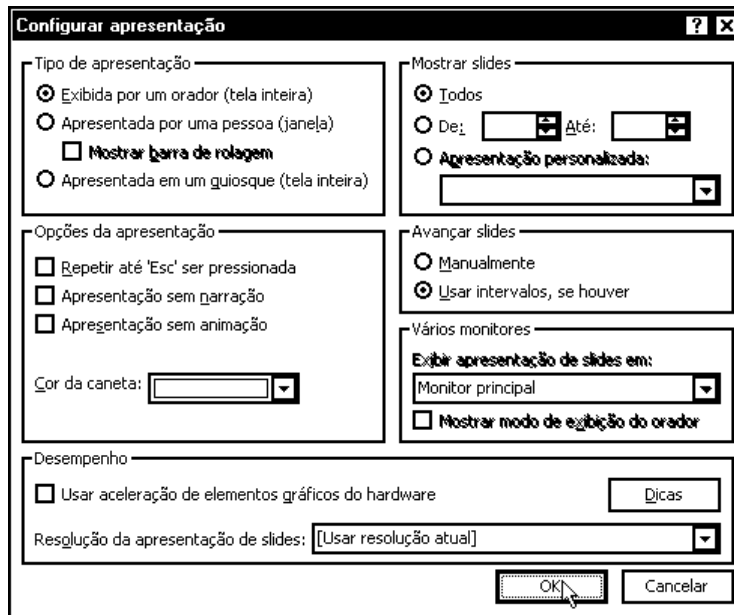 Configurar apresentação
Tipo de apresentação
Exibida por um orador (tela inteira)
Apresentada por uma pessoa (janela)
Mostrar barra de rolagem
Apresentada em um quiosque (tela inteira)
Mostrar slides
Todos
De: Até:
Apresentação personalizada:
Opções da apresentação
Repetir até 'Esc' ser pressionada
Apresentação sem narração
Apresentação sem animação
Cor da caneta:
Avançar slides
Manualmente
Usar intervalos, se houver
Vários monitores
Exibir apresentação de slides em:
Monitor principal
Mostrar modo de exibição do orador
Desempenho
Usar aceleração de elementos gráficos do hardware
Dicas
Resolução da apresentação de slides: [Usar resolução atual]
OK Cancelar